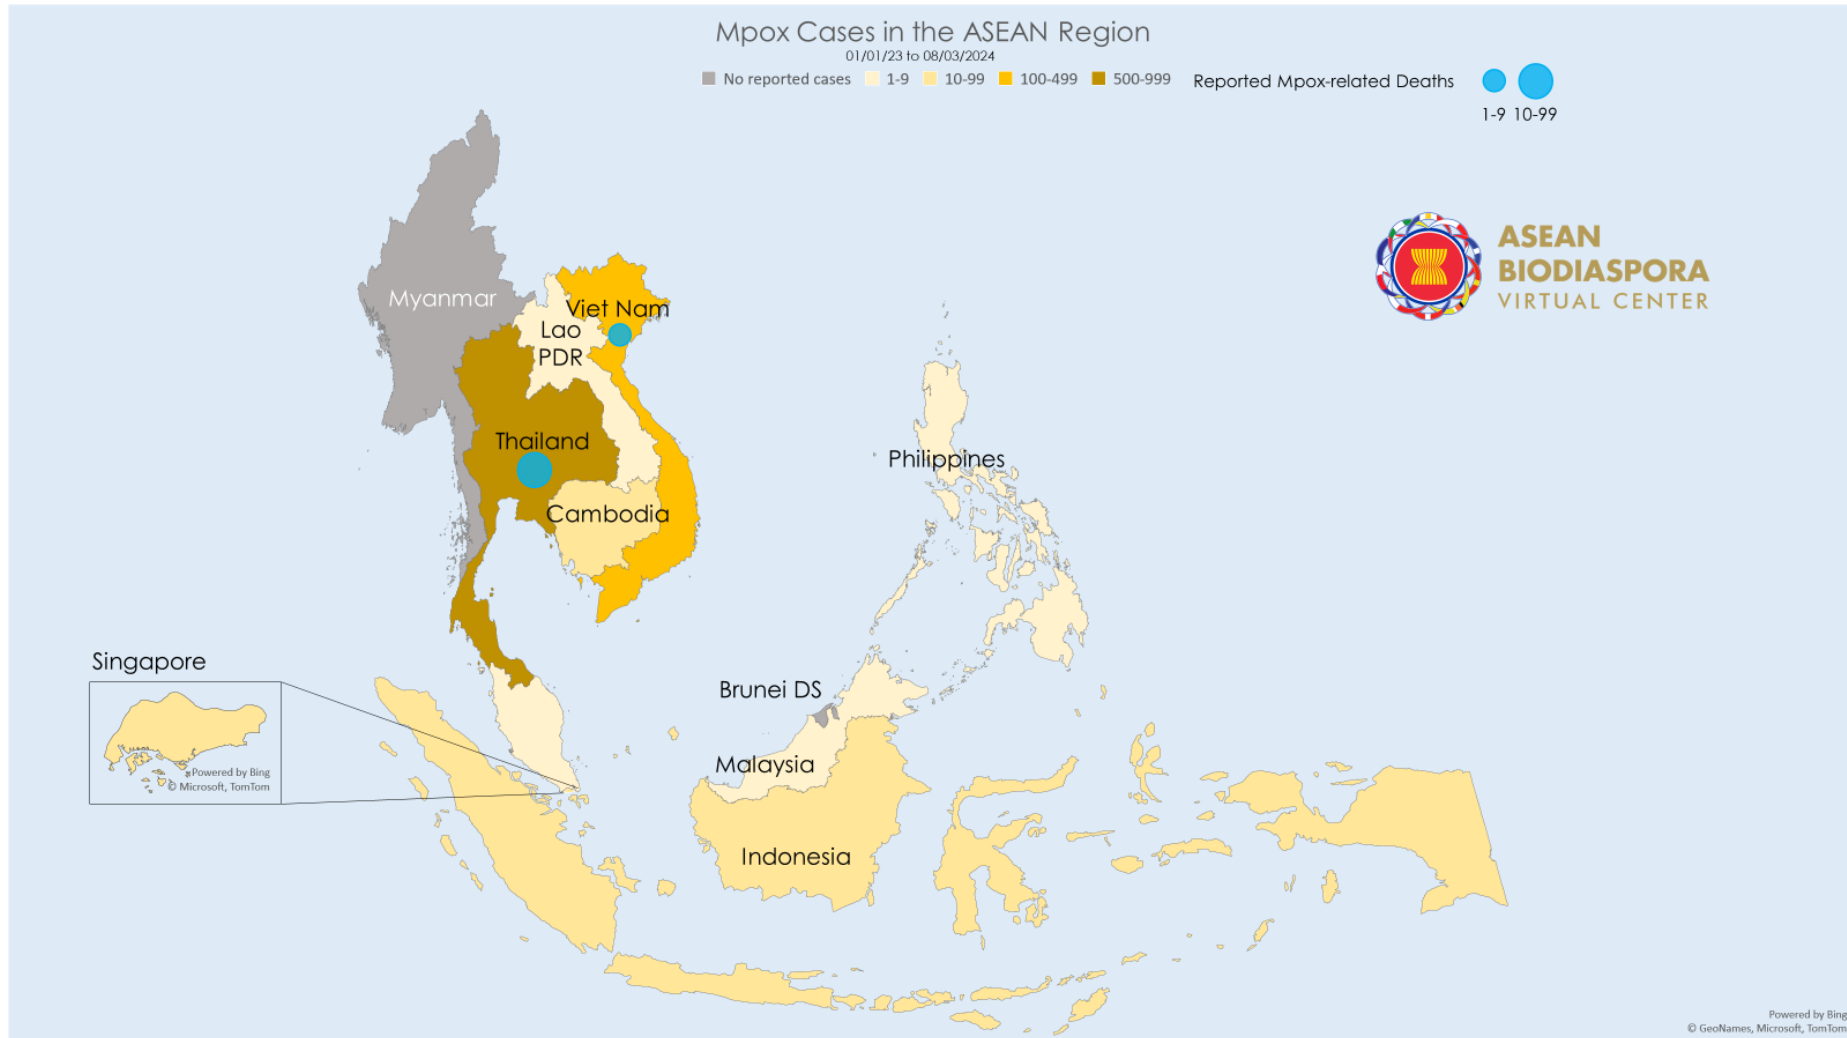 Mpox Cases in the ASEAN Region
01/01/23 to 08/03/2024
No reported cases 1-9 10-99 100-499 500-999 Reported Mpox-related Deaths
1-9 10-99
ASEAN
BIODIASPORA
VIRTUAL CENTER
Myanmar
Viet Nam
Lao
PDR
Thailand
Philippines
Cambodia
Singapore
Powered by Bing
© Microsoft, TomTom
Brunei DS
Malaysia
Indonesia
Powered by Bing
© GeoNames, Microsoft, TomTom